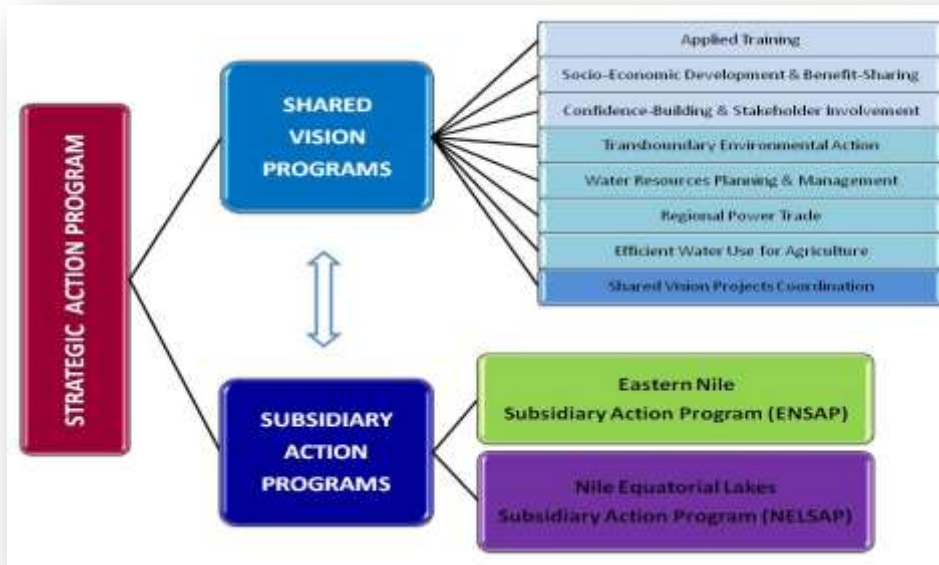 STRATEGIC ACTION PROGRAM
SHARED
VISION
PROGRAMS
Applied Training
Socio-Economic Development & Benefit-Sharing
Confidence-Building & Stakeholder Involvement
Transboundary Environmental Action
Water Resources Planning & Management
Regional Power Trade
Efficient Water Use for Agriculture
Shared Vision Projects Coordination
SUBSIDIARY
ACTION
PROGRAMS
Eastern Nile
Subsidiary Action Program (ENSAP)
Nile Equatorial Lakes
Subsidiary Action Program (NELSAP)